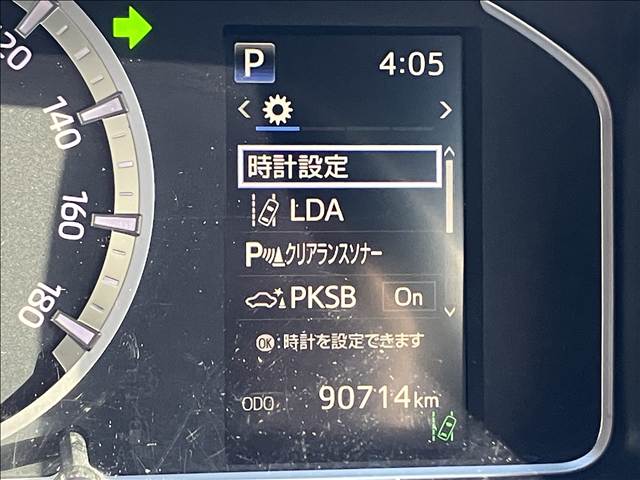 120
140
160
180
P 4:05
時計設定
LDA
Pクリアランスソナー
PKSB On
OK:時計を設定できます
ODO 90714km